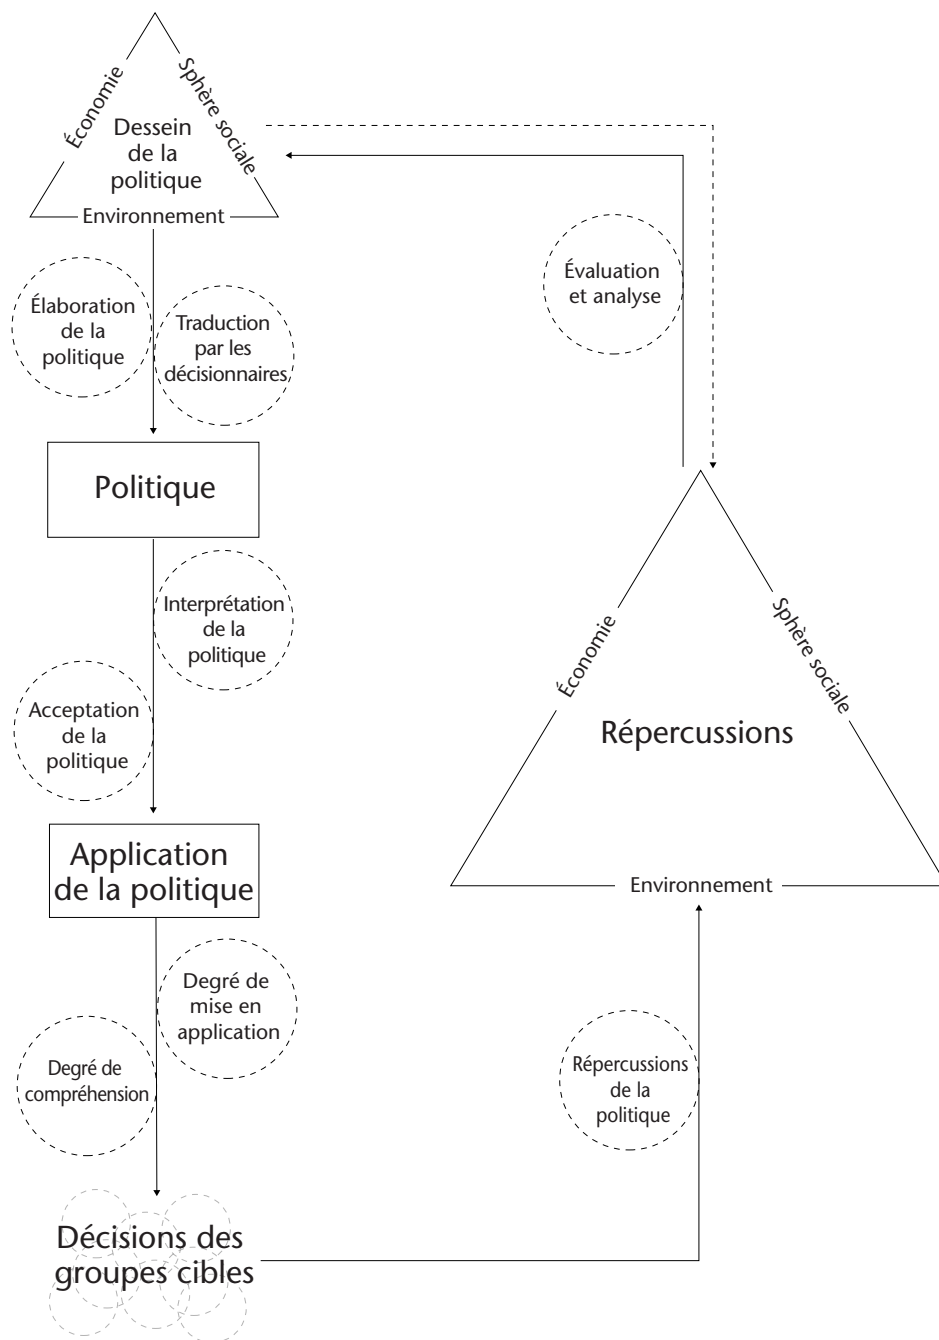 Économie
Sphère sociale
Dessein
de la
politique
Environnement
Élaboration
de la
politique
Traduction
par les
décisionnaires
Évaluation
et analyse
Politique
Interprétation
de la
politique
Acceptation
de la
politique
Économie
Sphère sociale
Répercussions
Environnement
Application
de la politique
Degré de
mise en
application
Degré de
compréhension
Répercussions
de la
politique
Décisions des
groupes cibles